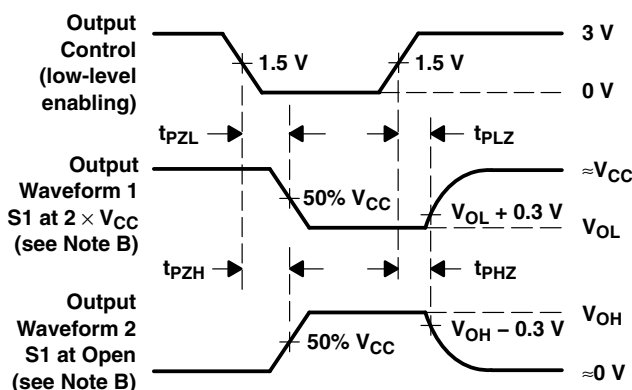 Output
Control
(low-level
enabling)
1.5 V
1.5 V
3 V
0 V
tPZL
tPLZ
Output
Waveform 1
S1 at 2 × VCC
(see Note B)
50% VCC
VOL + 0.3 V
≈VCC
VOL
tPZH
tPHZ
Output
Waveform 2
S1 at Open
(see Note B)
50% VCC
VOH − 0.3 V
VOH
≈0 V